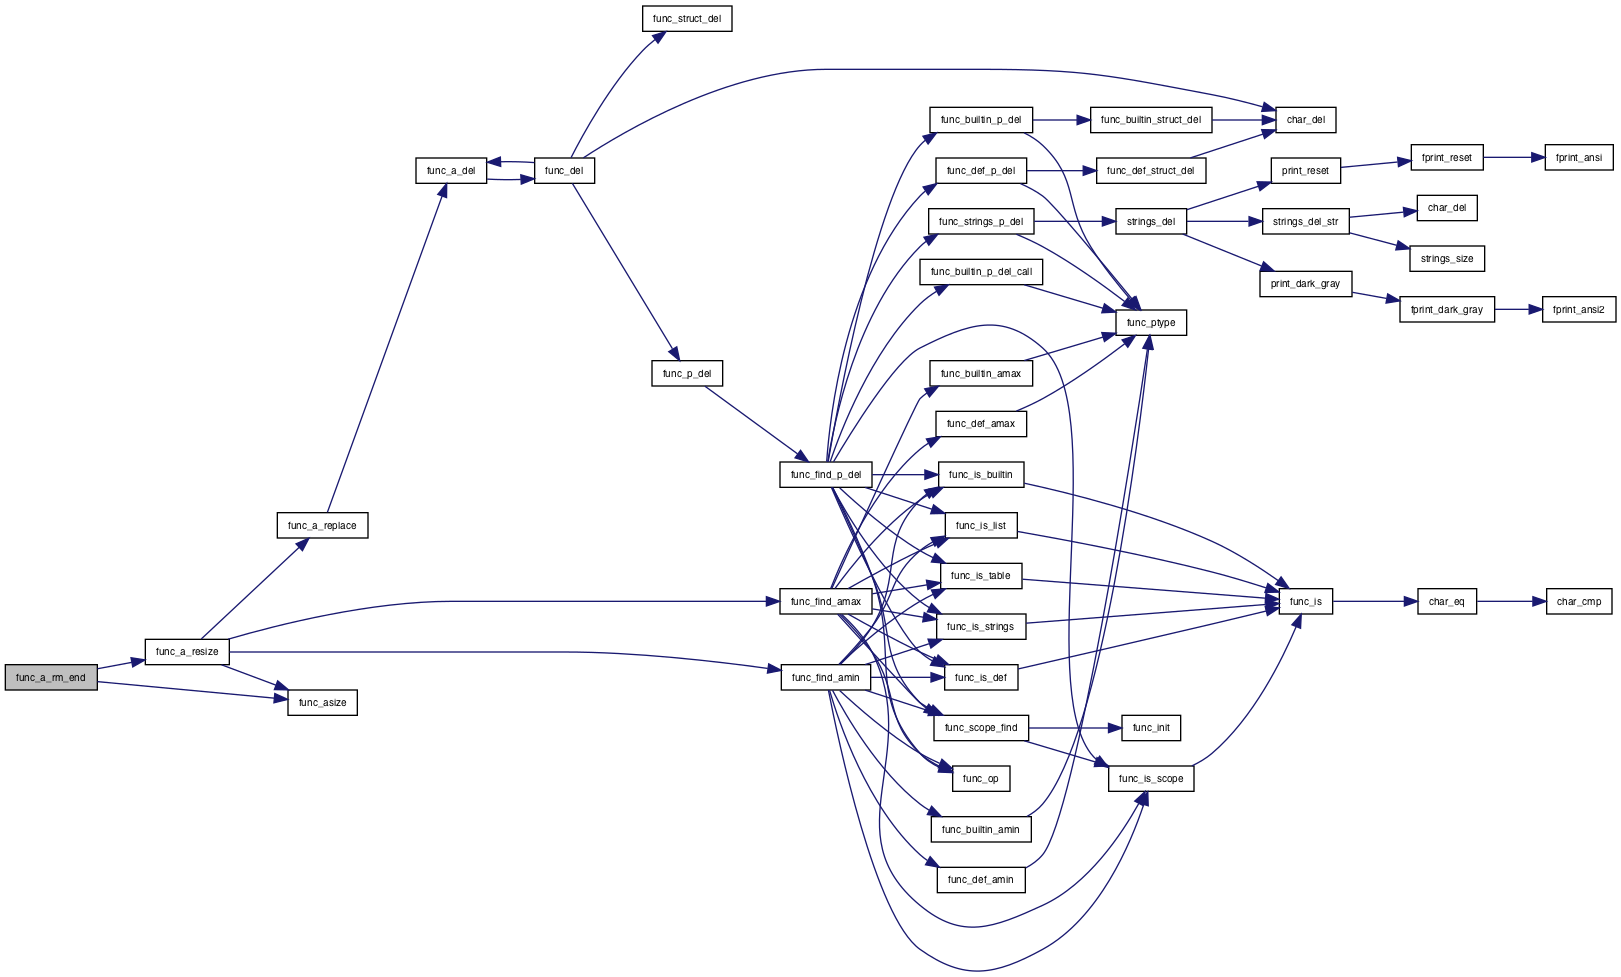 func_struct_del
func_builtin_p_del
func_builtin_struct_del
char_del
func_a_del
func_del
func_def_p_del
func_def_struct_del
print_reset
fprint_reset
fprint_ansi
func_strings_p_del
strings_del
strings_del_str
char_del
strings_size
func_builtin_p_del_call
print_dark_gray
fprint_dark_gray
fprint_ansi2
func_ptype
func_p_del
func_builtin_amax
func_def_amax
func_find_p_del
func_is_builtin
func_a_replace
func_is_list
func_is_table
func_find_amax
func_is
char_eq
char_cmp
func_is_strings
func_a_resize
func_a_rm_end
func_find_amin
func_is_def
func_asize
func_scope_find
func_init
func_op
func_is_scope
func_builtin_amin
func_def_amin